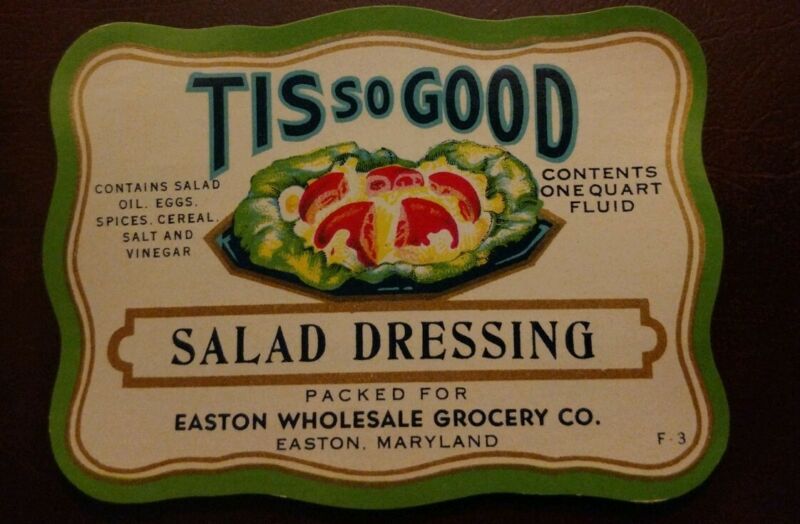 TIS SO GOOD
CONTAINS SALAD
OIL. EGGS.
SPICES. CEREAL.
SALT AND
VINEGAR
CONTENTS
ONE QUART
FLUID
SALAD DRESSING
PACKED FOR
EASTON WHOLESALE GROCERY CO.
EASTON. MARYLAND
F-3